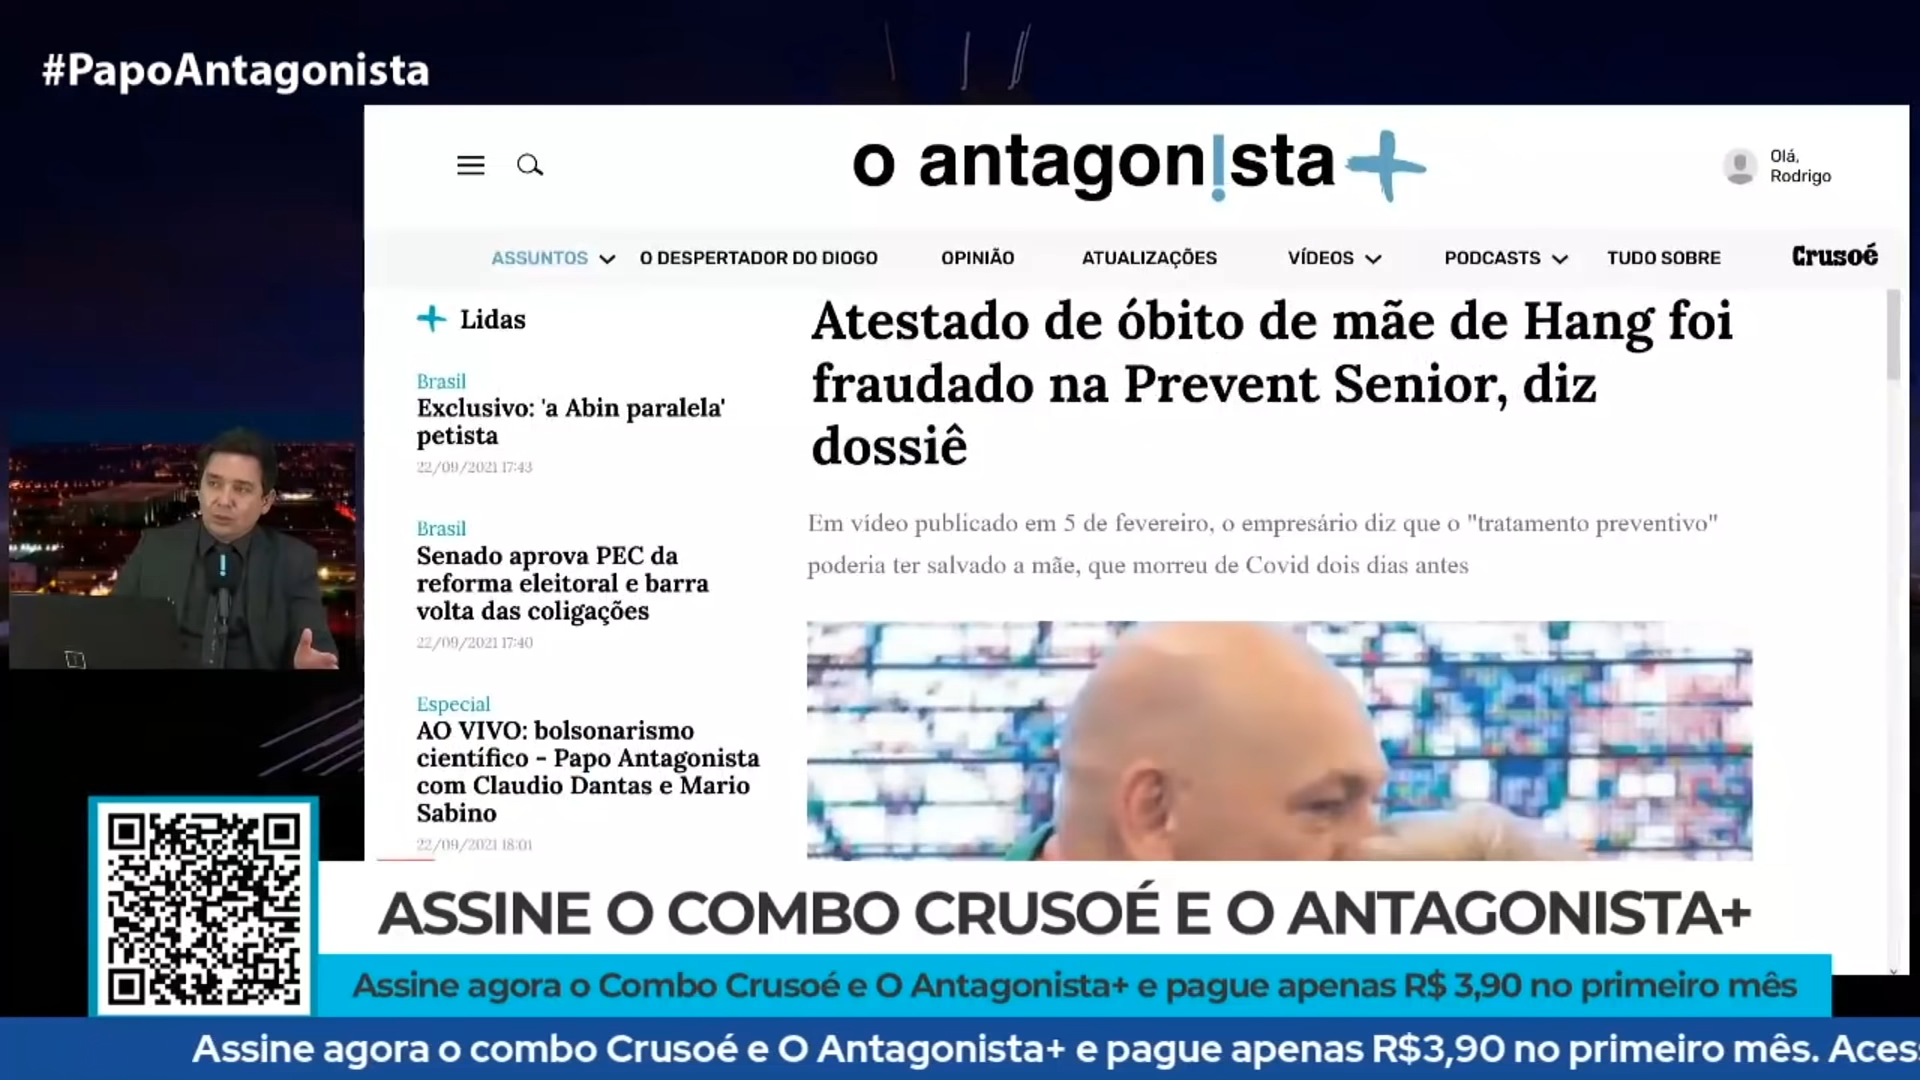 #PapoAntagonista
o antagon!sta+
Olá,
Rodrigo
ASSUNTOS
O DESPERTADOR DO DIOGO
OPINIÃO
ATUALIZAÇÕES
VÍDEOS
PODCASTS
TUDO SOBRE
Crusoé
+ Lidas
Brasil
Exclusivo: 'a Abin paralela'
petista
22/09/2021 17:43
Brasil
Senado aprova PEC da
reforma eleitoral e barra
volta das coligações
22/09/2021 17:40
Especial
AO VIVO: bolsonarismo
científico - Papo Antagonista
com Claudio Dantas e Mario
Sabino
22/09/2021 18:01
Atestado de óbito de mãe de Hang foi
fraudado na Prevent Senior, diz
dossiê
Em vídeo publicado em 5 de fevereiro, o empresário diz que o "tratamento preventivo"
poderia ter salvado a mãe, que morreu de Covid dois dias antes
ASSINE O COMBO CRUSOÉ E O ANTAGONISTA+
Assine agora o Combo Crusoé e O Antagonista+ e pague apenas R$ 3,90 no primeiro mês
Assine agora o combo Crusoé e O Antagonista+ e pague apenas R$3,90 no primeiro mês. Acess